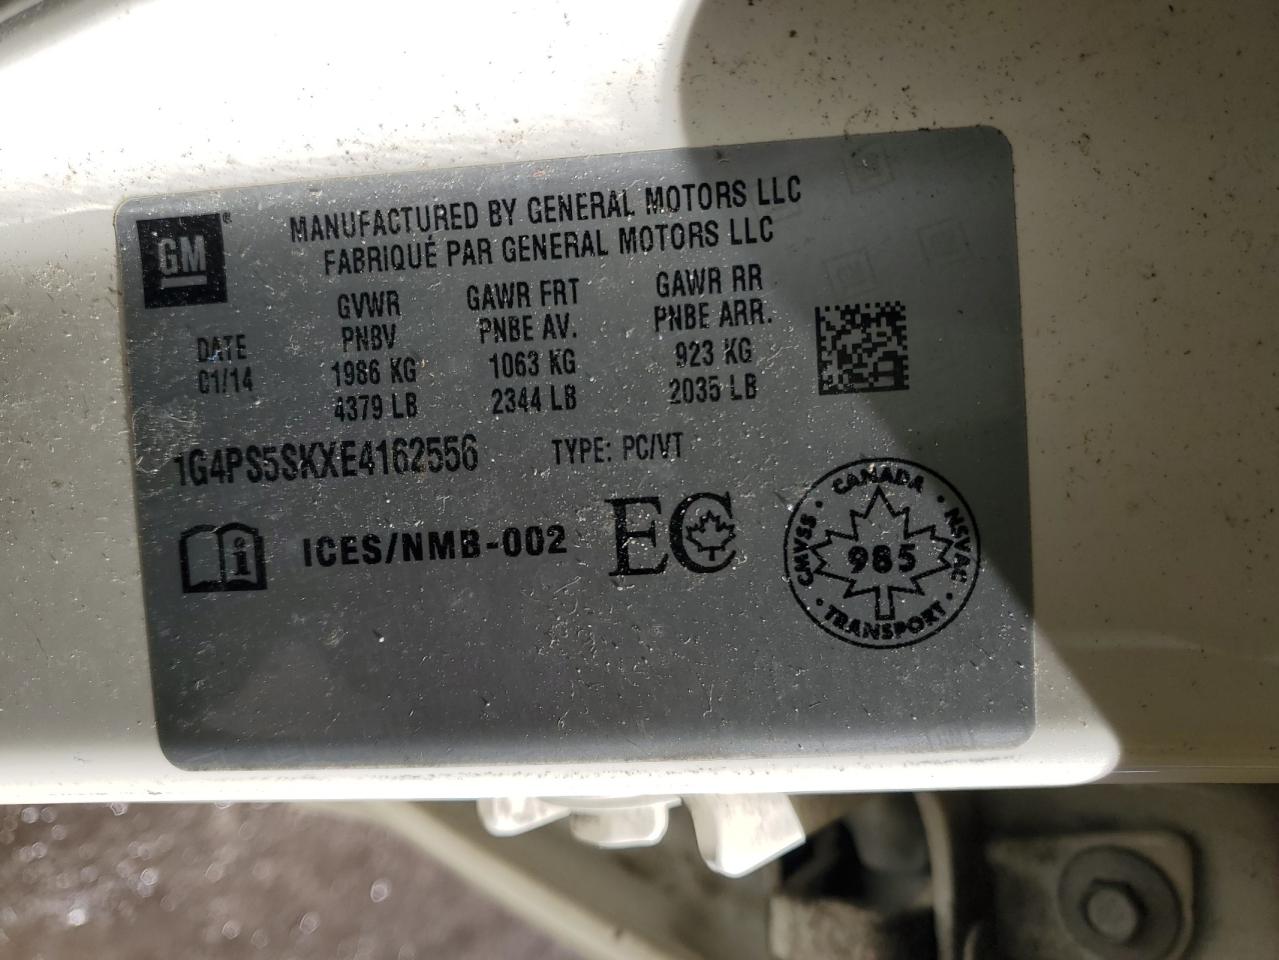 GM®
MANUFACTURED BY GENERAL MOTORS LLC
FABRIQUÉ PAR GENERAL MOTORS LLC
DATE
01/14
GVWR
PNBV
1986 KG
4379 LB
GAWR FRT
PNBE AV.
1063 KG
2344 LB
GAWR RR
PNBE ARR.
923 KG
2035 LB
1G4PS5SKXE4162556
TYPE: PC/VT
i
ICES/NMB-002
EC
CANADA · NSVAC · TRANSPORT · CMVSS ·
985